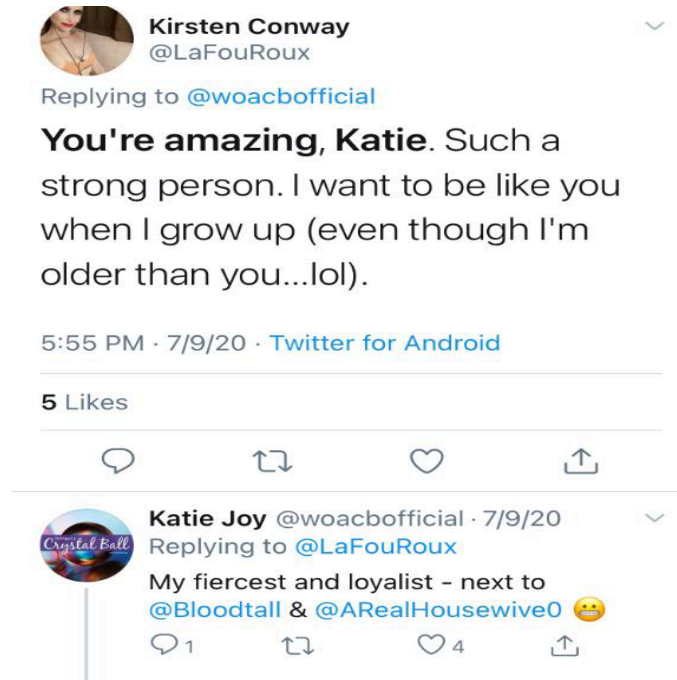 Kirsten Conway
@LaFouRoux
Replying to @woacbofficial
You're amazing, Katie. Such a
strong person. I want to be like you
when I grow up (even though I'm
older than you...lol).
5:55 PM · 7/9/20 · Twitter for Android
5 Likes
Katie Joy @woacbofficial · 7/9/20
Crystal Ball
Replying to @LaFouRoux
My fiercest and loyalist - next to
@Bloodtall & @ARealHousewive0 😬
1 4